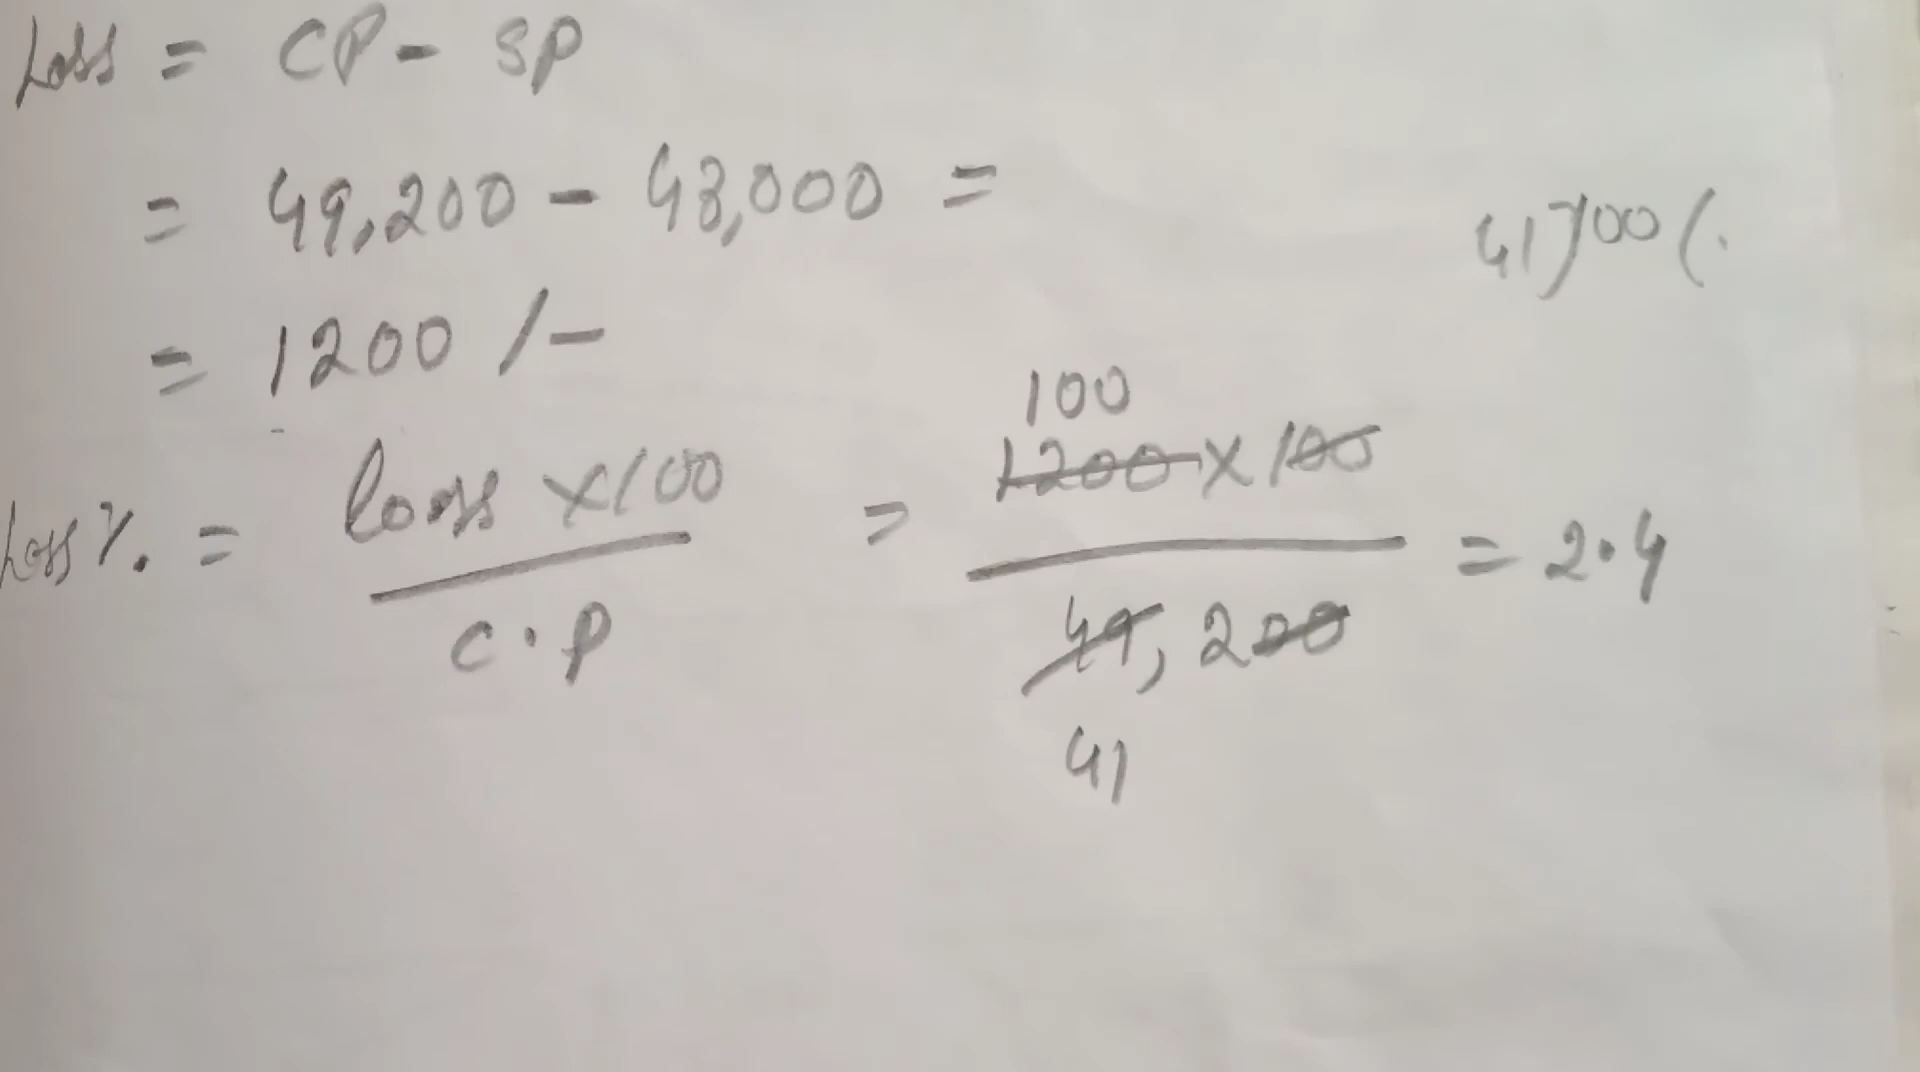 Loss = CP - SP
= 49,200 - 48,000 =
41)100(.
= 1200 /-
100
Loss %. = loss x100 / C.P = 1200 x 100 / 49,200 = 2.4
41